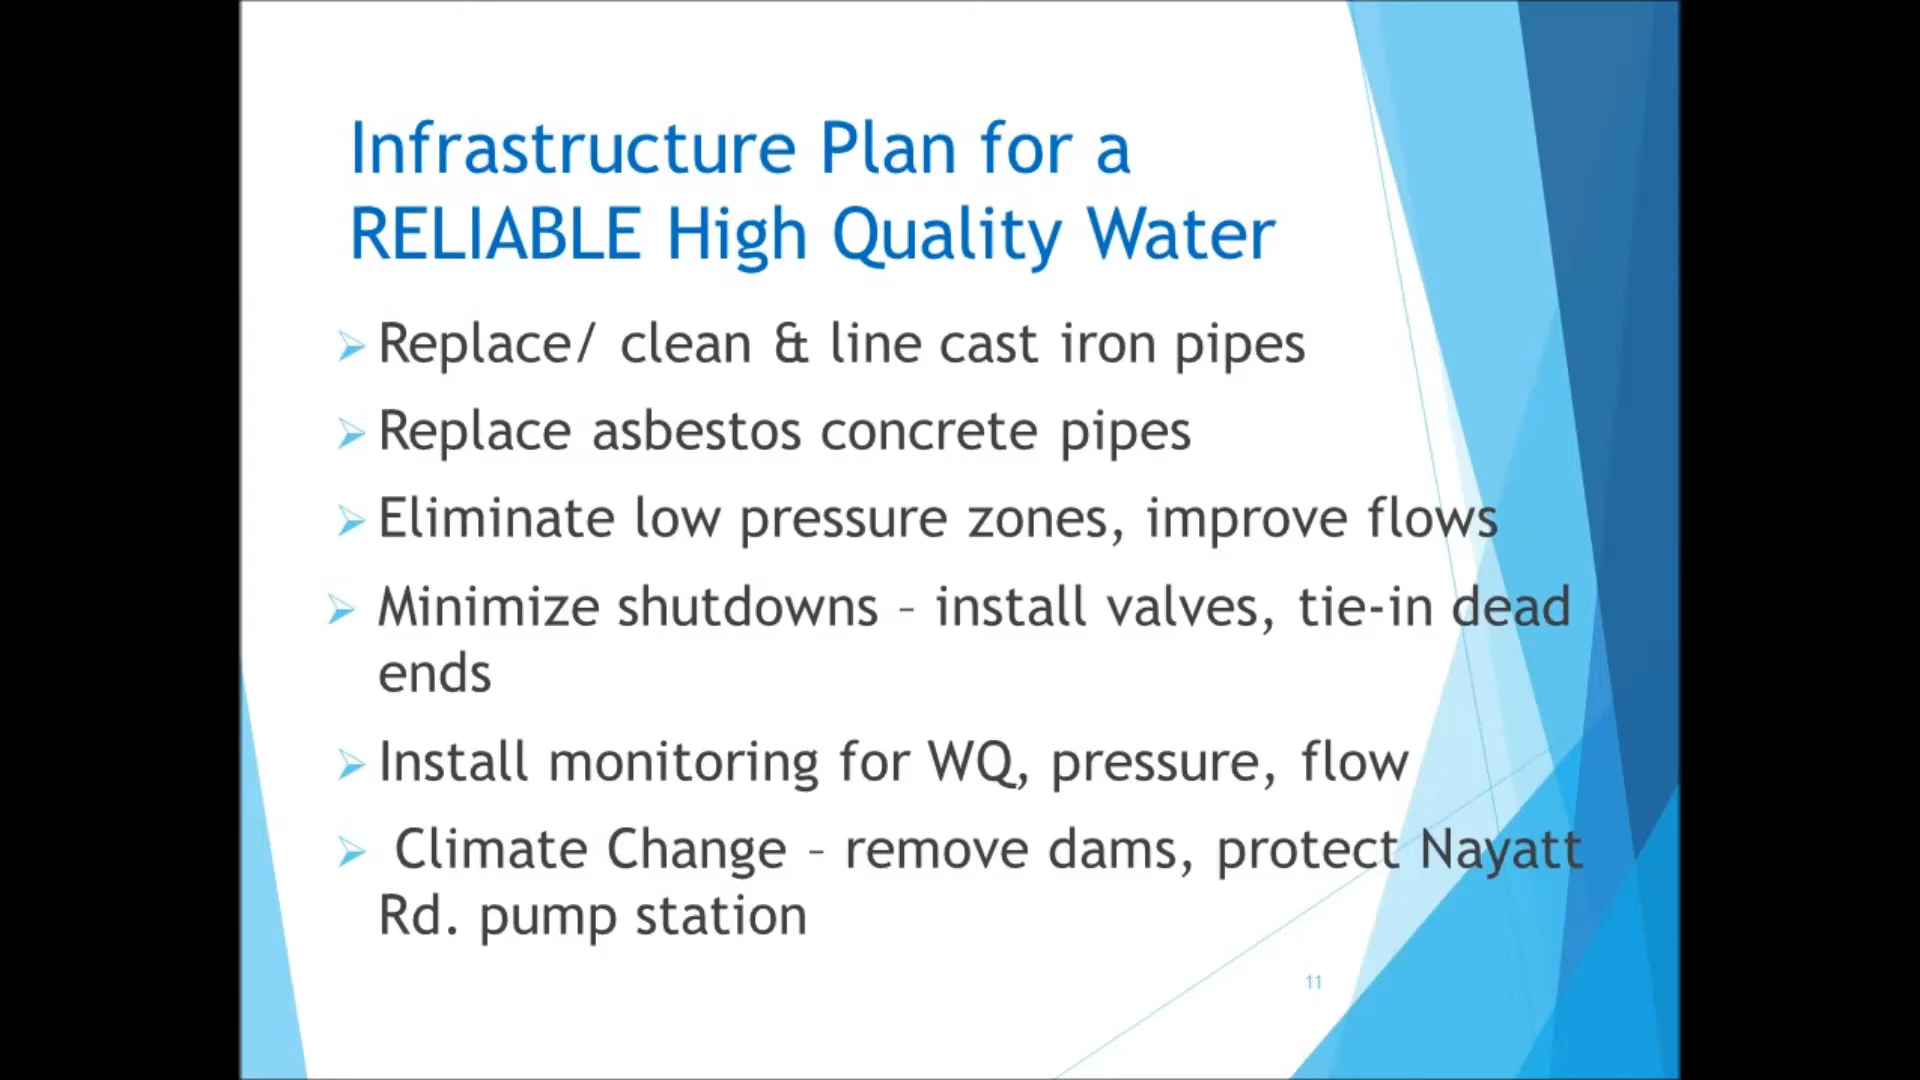 Infrastructure Plan for a
RELIABLE High Quality Water
Replace/ clean & line cast iron pipes
Replace asbestos concrete pipes
Eliminate low pressure zones, improve flows
Minimize shutdowns – install valves, tie-in dead
ends
Install monitoring for WQ, pressure, flow
Climate Change – remove dams, protect Nayatt
Rd. pump station
11